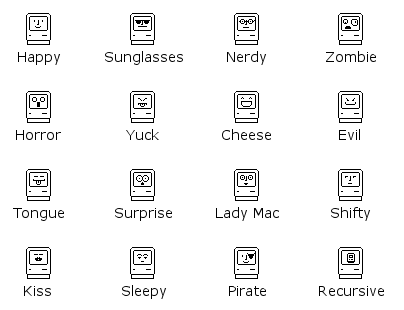 Happy Sunglasses Nerdy Zombie
Horror Yuck Cheese Evil
Tongue Surprise Lady Mac Shifty
Kiss Sleepy Pirate Recursive